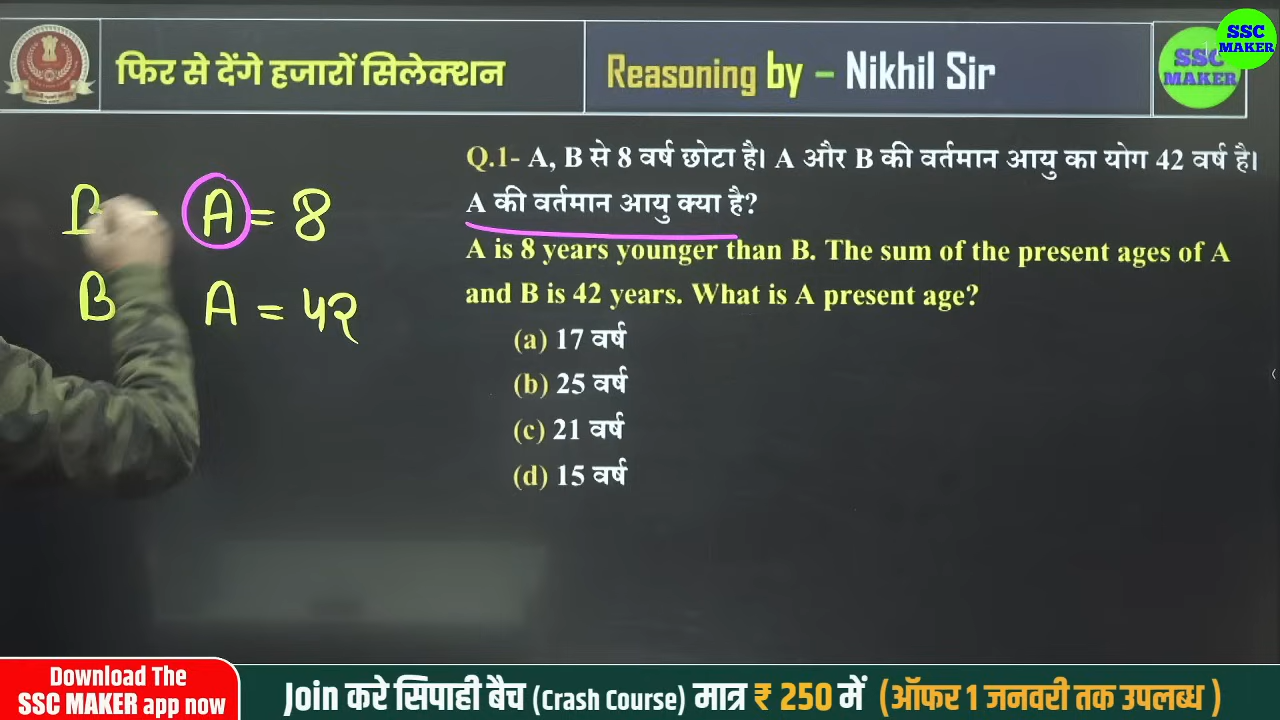 फिर से देंगे हजारों सिलेक्शन
Reasoning by – Nikhil Sir
SSC
MAKER
SSC
MAKER
Q.1- A, B से 8 वर्ष छोटा है। A और B की वर्तमान आयु का योग 42 वर्ष है।
A की वर्तमान आयु क्या है?
A is 8 years younger than B. The sum of the present ages of A
and B is 42 years. What is A present age?
(a) 17 वर्ष
(b) 25 वर्ष
(c) 21 वर्ष
(d) 15 वर्ष
B - A = 8
B A = 42
Download The
SSC MAKER app now
Join करे सिपाही बैच (Crash Course) मात्र ₹ 250 में (ऑफर 1 जनवरी तक उपलब्ध )